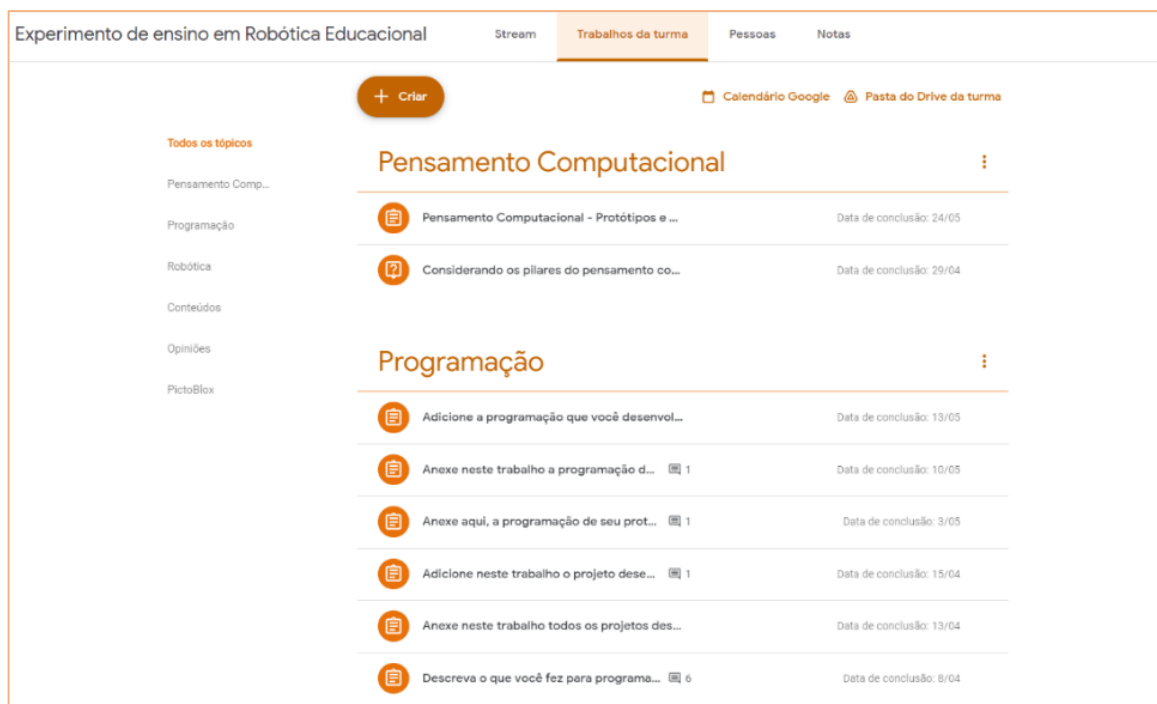 Experimento de ensino em Robótica Educacional Stream Trabalhos da turma Pessoas Notas
+ Criar Calendário Google Pasta do Drive da turma
Todos os tópicos
Pensamento Comp...
Programação
Robótica
Conteúdos
Opiniões
PictoBlox
Pensamento Computacional
Pensamento Computacional - Protótipos e ... Data de conclusão: 24/05
Considerando os pilares do pensamento co... Data de conclusão: 29/04
Programação
Adicione a programação que você desenvol... Data de conclusão: 13/05
Anexe neste trabalho a programação d... 1 Data de conclusão: 10/05
Anexe aqui, a programação de seu prot... 1 Data de conclusão: 3/05
Adicione neste trabalho o projeto dese... 1 Data de conclusão: 15/04
Anexe neste trabalho todos os projetos des... Data de conclusão: 13/04
Descreva o que você fez para programa... 6 Data de conclusão: 8/04